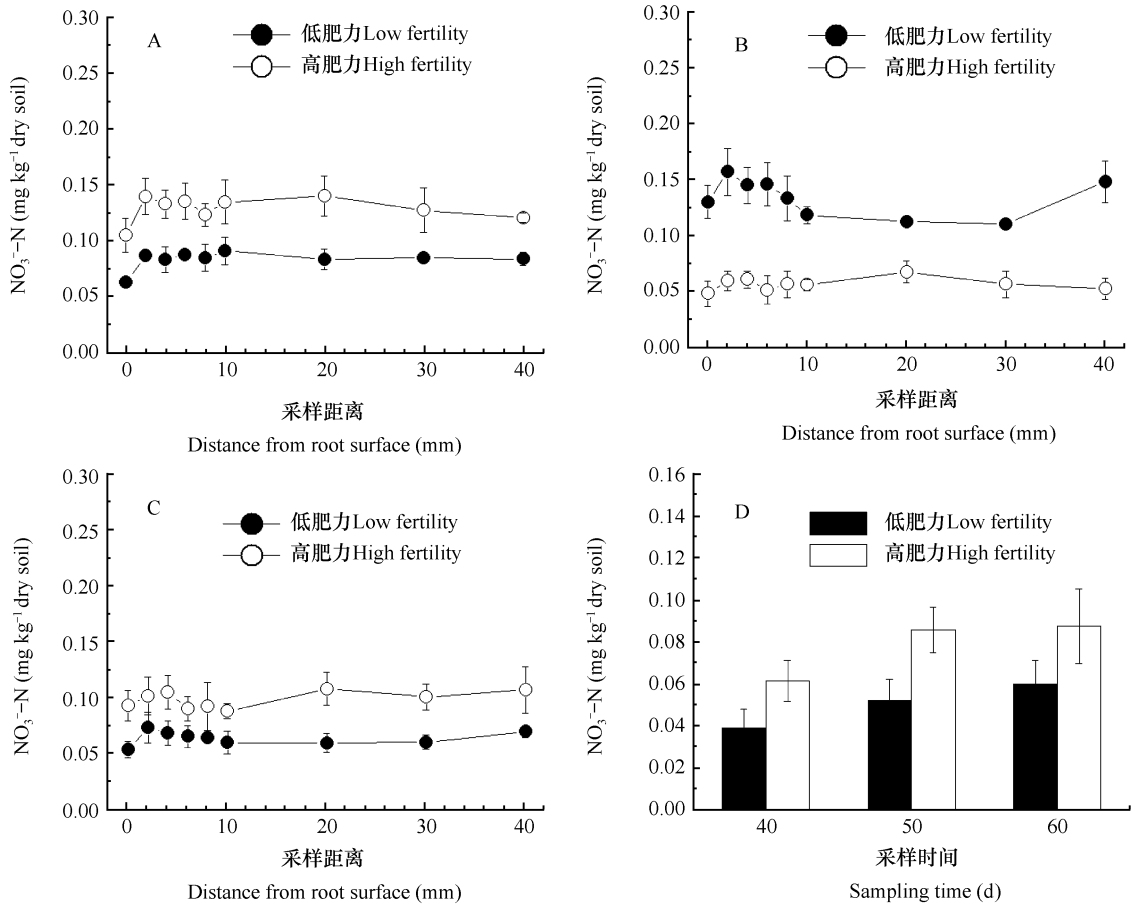 A
低肥力Low fertility
高肥力High fertility
NO₃⁻−N (mg kg⁻¹ dry soil)
0.30
0.25
0.20
0.15
0.10
0.05
0.00
0 10 20 30 40
采样距离
Distance from root surface (mm)
B
低肥力Low fertility
高肥力High fertility
NO₃⁻−N (mg kg⁻¹ dry soil)
0.30
0.25
0.20
0.15
0.10
0.05
0.00
0 10 20 30 40
采样距离
Distance from root surface (mm)
C
低肥力Low fertility
高肥力High fertility
NO₃⁻−N (mg kg⁻¹ dry soil)
0.30
0.25
0.20
0.15
0.10
0.05
0.00
0 10 20 30 40
采样距离
Distance from root surface (mm)
D
低肥力Low fertility
高肥力High fertility
NO₃⁻−N (mg kg⁻¹ dry soil)
0.16
0.14
0.12
0.10
0.08
0.06
0.04
0.02
0.00
40 50 60
采样时间
Sampling time (d)